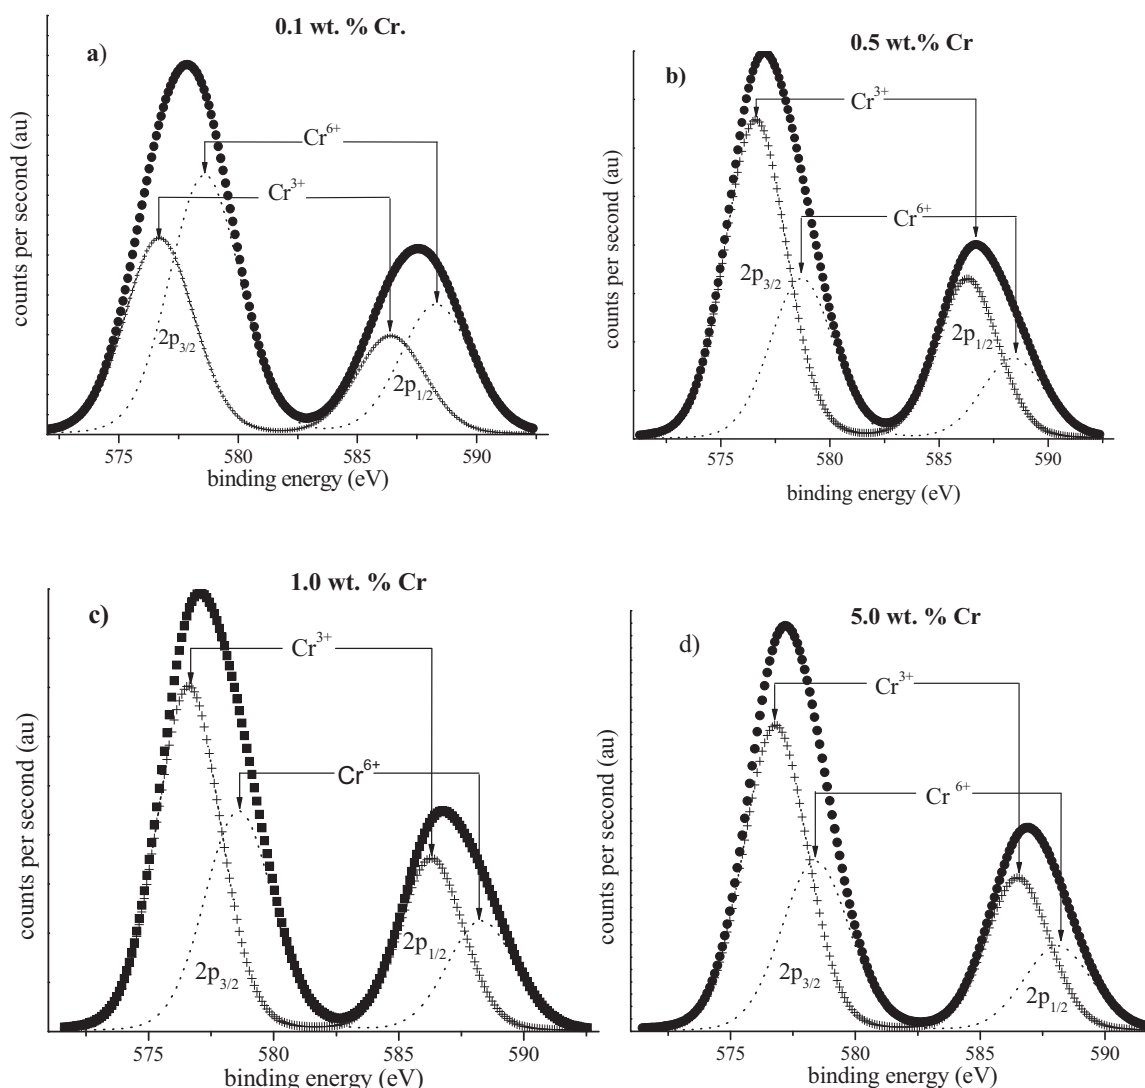 0.1 wt. % Cr.
a)
Cr6+
Cr3+
2p3/2
2p1/2
counts per second (au)
575 580 585 590
binding energy (eV)
0.5 wt.% Cr
b)
Cr3+
Cr6+
2p3/2
2p1/2
counts per second (au)
575 580 585 590
binding energy (eV)
1.0 wt. % Cr
c)
Cr3+
Cr6+
2p3/2
2p1/2
counts per second (au)
575 580 585 590
binding energy (eV)
5.0 wt. % Cr
d)
Cr3+
Cr 6+
2p3/2
2p1/2
counts per second (au)
575 580 585 590
binding energy (eV)